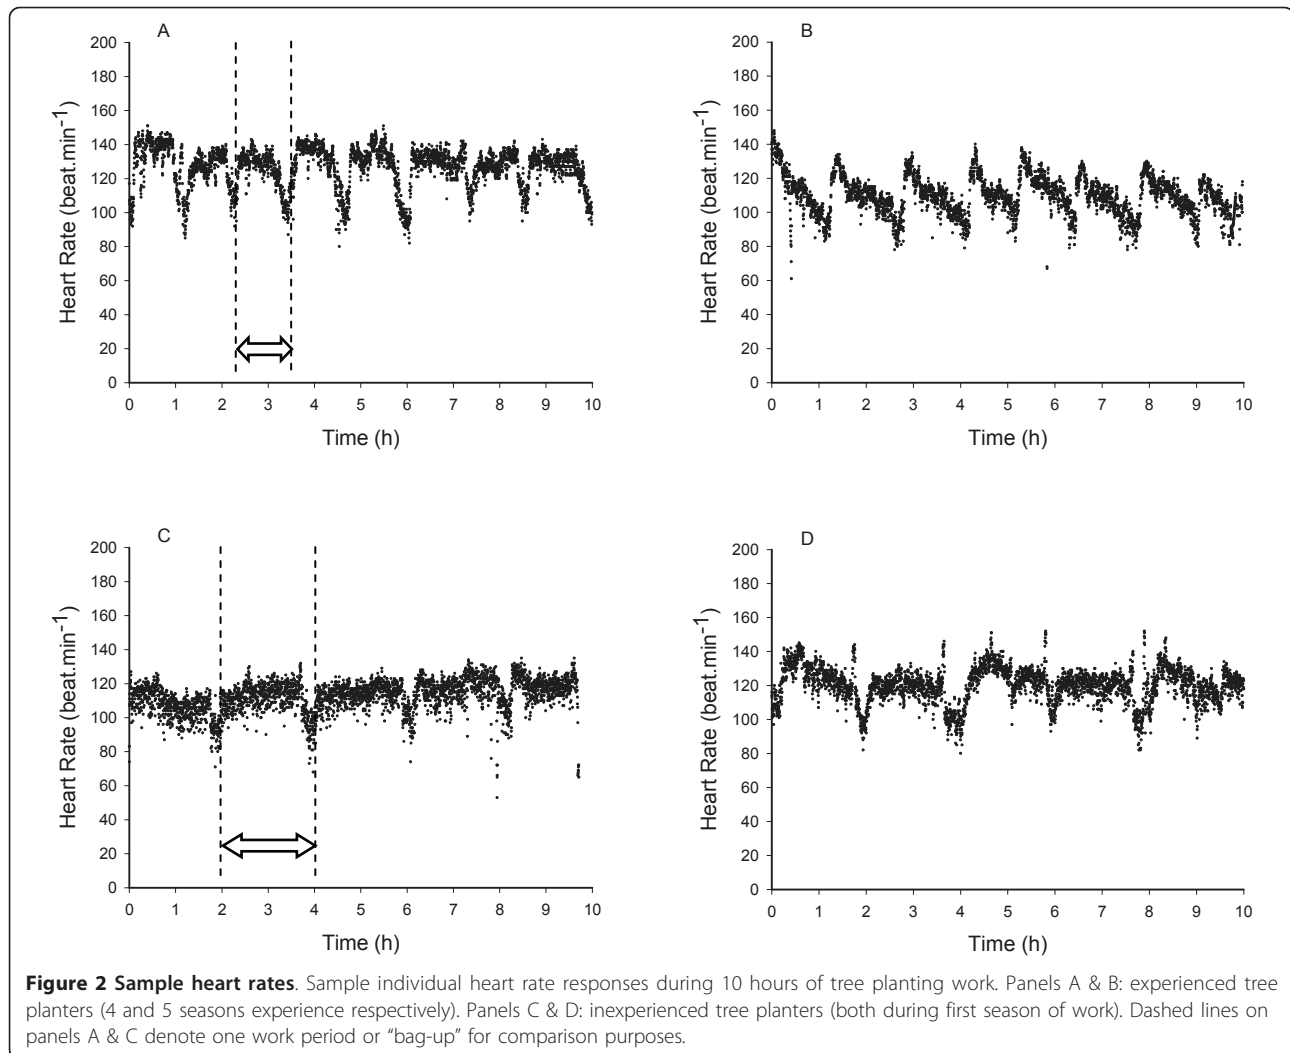 A
200
180
160
140
120
100
80
60
40
20
0
Heart Rate (beat.min-1)
0 1 2 3 4 5 6 7 8 9 10
Time (h)
B
200
180
160
140
120
100
80
60
40
20
0
Heart Rate (beat.min-1)
0 1 2 3 4 5 6 7 8 9 10
Time (h)
C
200
180
160
140
120
100
80
60
40
20
0
Heart Rate (beat.min-1)
0 1 2 3 4 5 6 7 8 9 10
Time (h)
D
200
180
160
140
120
100
80
60
40
20
0
Heart Rate (beat.min-1)
0 1 2 3 4 5 6 7 8 9 10
Time (h)
Figure 2 Sample heart rates. Sample individual heart rate responses during 10 hours of tree planting work. Panels A & B: experienced tree
planters (4 and 5 seasons experience respectively). Panels C & D: inexperienced tree planters (both during first season of work). Dashed lines on
panels A & C denote one work period or “bag-up” for comparison purposes.